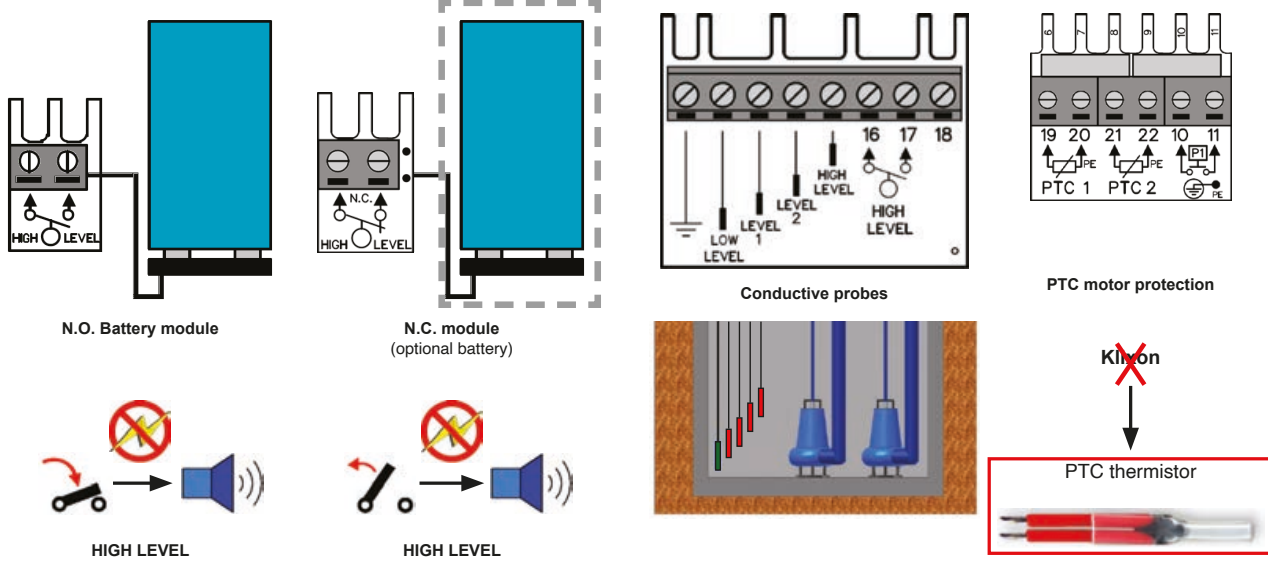 HIGH LEVEL
N.O. Battery module
HIGH LEVEL
N.C.
HIGH LEVEL
N.C. module
(optional battery)
HIGH LEVEL
16 17 18
LOW
LEVEL
LEVEL
1
LEVEL
2
HIGH
LEVEL
HIGH
LEVEL
Conductive probes
6 7 8 9 10 11
19 20 21 22 10 11
PE PE P1
PTC 1 PTC 2 PE
PTC motor protection
Klixon
PTC thermistor